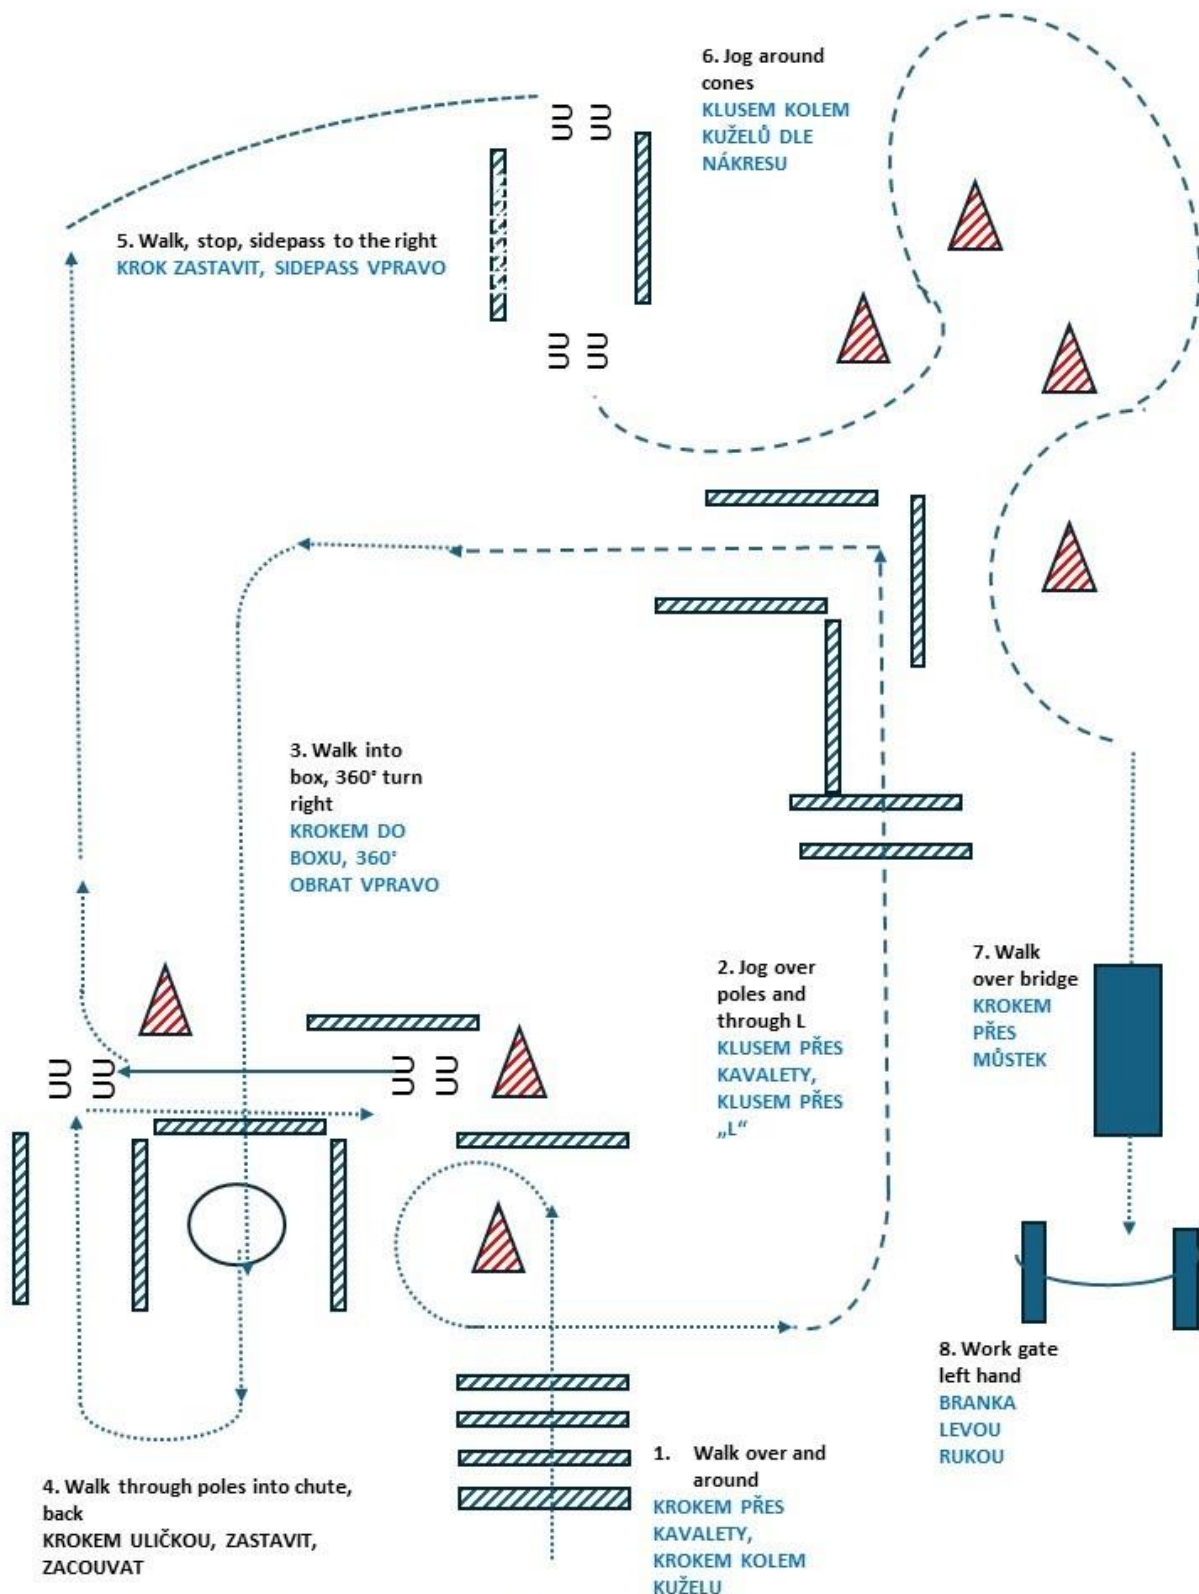 6. Jog around
cones
KLUSEM KOLEM
KUŽELŮ DLE
NÁKRESU
5. Walk, stop, sidepass to the right
KROK ZASTAVIT, SIDEPASS VPRAVO
3. Walk into
box, 360° turn
right
KROKEM DO
BOXU, 360°
OBRAT VPRAVO
2. Jog over
poles and
through L
KLUSEM PŘES
KAVALETY,
KLUSEM PŘES
„L“
7. Walk
over bridge
KROKEM
PŘES
MŮSTEK
8. Work gate
left hand
BRANKA
LEVOU
RUKOU
1. Walk over and
around
KROKEM PŘES
KAVALETY,
KROKEM KOLEM
KUŽELU
4. Walk through poles into chute,
back
KROKEM ULIČKOU, ZASTAVIT,
ZACOUVAT